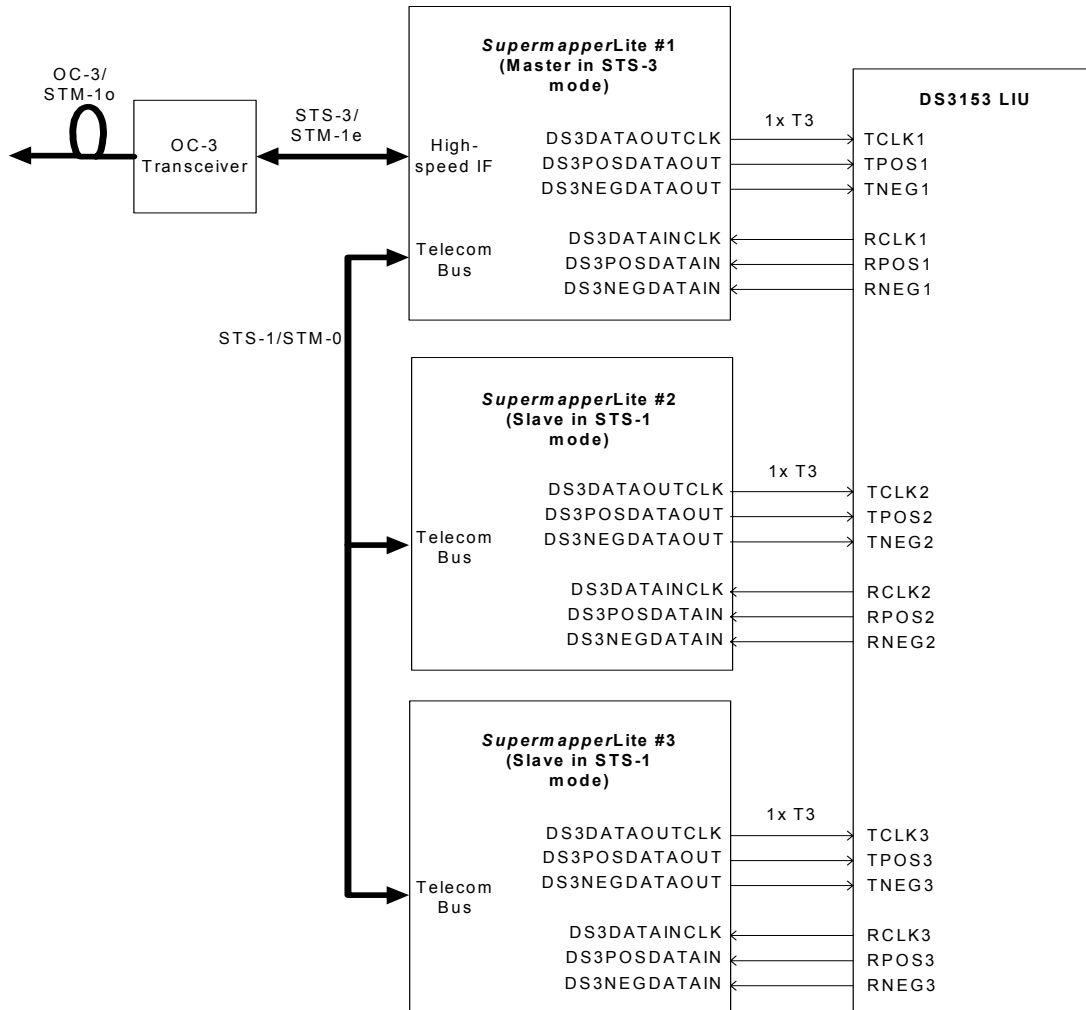 OC-3/
STM-1o
OC-3
Transceiver
STS-3/
STM-1e
SupermapperLite #1
(Master in STS-3
mode)
High-
speed IF
Telecom
Bus
DS3DATAOUTCLK
DS3POSDATAOUT
DS3NEGDATAOUT
DS3DATAINCLK
DS3POSDATAIN
DS3NEGDATAIN
1x T3
DS3153 LIU
TCLK1
TPOS1
TNEG1
RCLK1
RPOS1
RNEG1
STS-1/STM-0
SupermapperLite #2
(Slave in STS-1
mode)
Telecom
Bus
DS3DATAOUTCLK
DS3POSDATAOUT
DS3NEGDATAOUT
DS3DATAINCLK
DS3POSDATAIN
DS3NEGDATAIN
1x T3
TCLK2
TPOS2
TNEG2
RCLK2
RPOS2
RNEG2
SupermapperLite #3
(Slave in STS-1
mode)
Telecom
Bus
DS3DATAOUTCLK
DS3POSDATAOUT
DS3NEGDATAOUT
DS3DATAINCLK
DS3POSDATAIN
DS3NEGDATAIN
1x T3
TCLK3
TPOS3
TNEG3
RCLK3
RPOS3
RNEG3